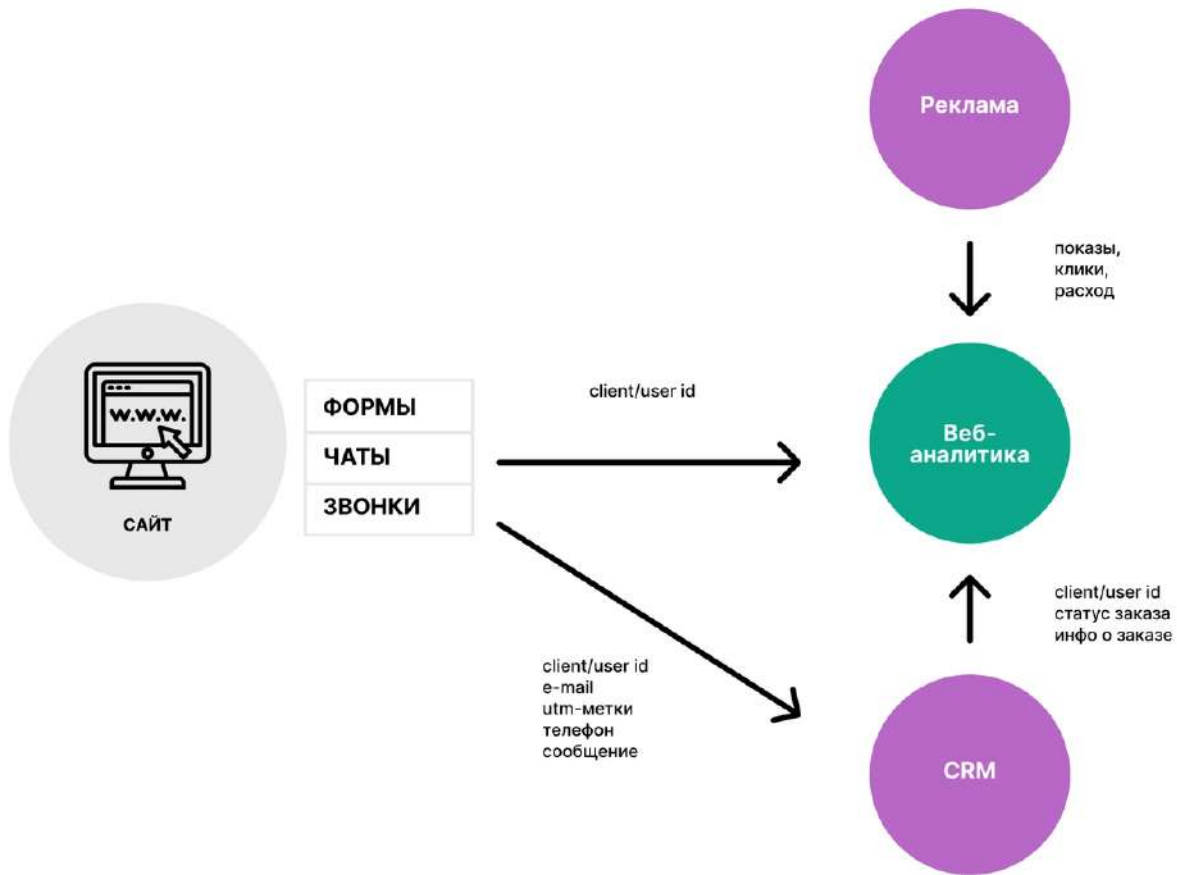 Реклама
показы,
клики,
расход
w.w.w.
САЙТ
ФОРМЫ
ЧАТЫ
ЗВОНКИ
client/user id
Веб-
аналитика
client/user id
e-mail
utm-метки
телефон
сообщение
client/user id
статус заказа
инфо о заказе
CRM